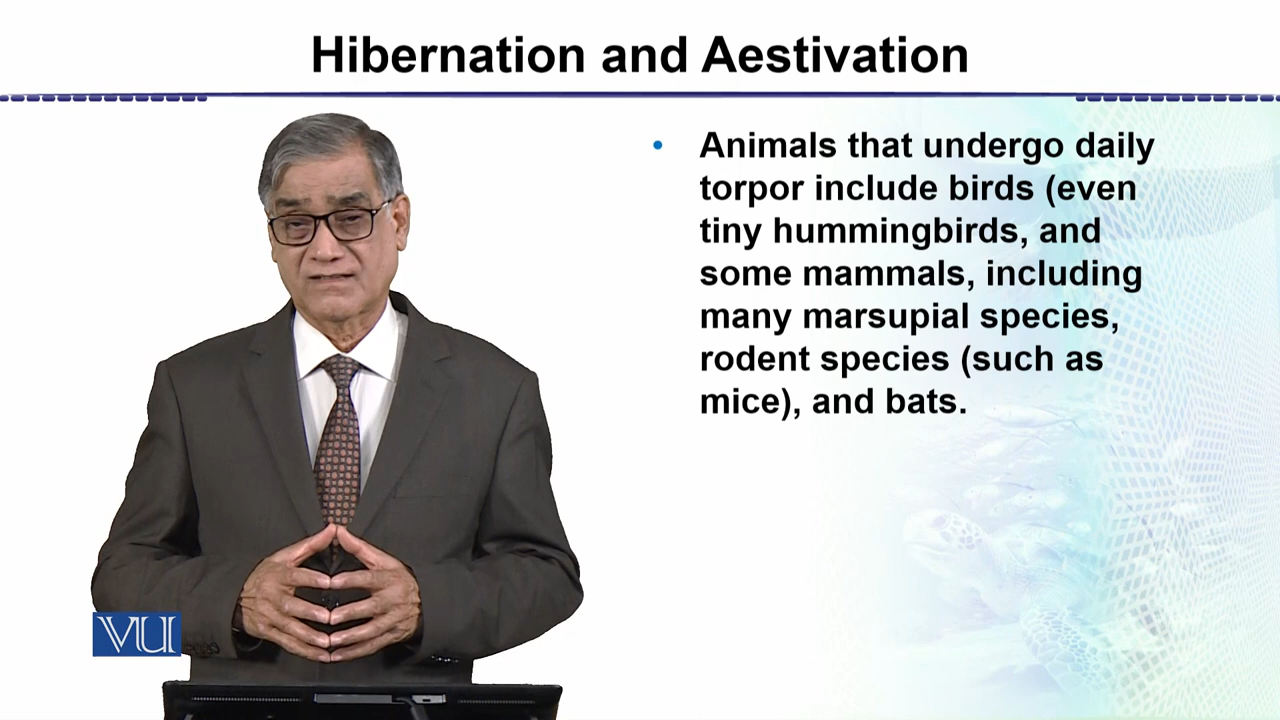 Hibernation and Aestivation
• Animals that undergo daily
torpor include birds (even
tiny hummingbirds, and
some mammals, including
many marsupial species,
rodent species (such as
mice), and bats.
VU